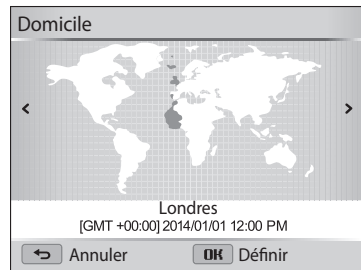 Domicile
Londres
[GMT +00:00] 2014/01/01 12:00 PM
Annuler
OK Définir